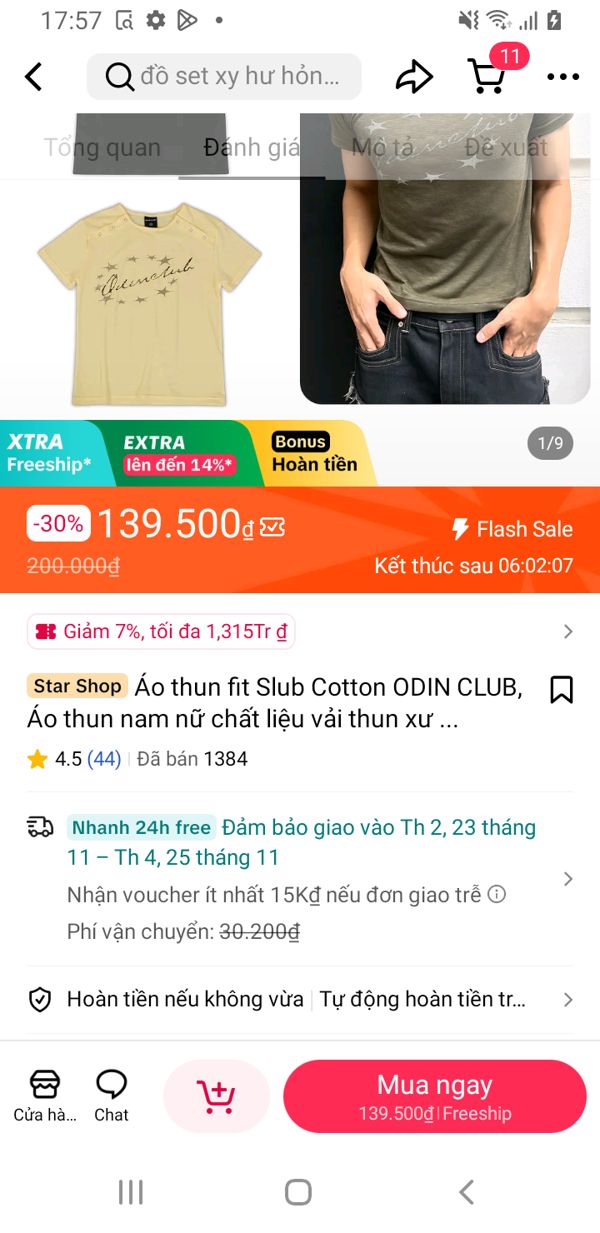 17:57
đồ set xy hư hỏn...
11
Tổng quan
Đánh giá
Mô tả
Đề xuất
Odinclub
XTRA
Freeship*
EXTRA
lên đến 14%*
Bonus
Hoàn tiền
1/9
-30% 139.500₫
Flash Sale
200.000₫
Kết thúc sau 06:02:07
Giảm 7%, tối đa 1,315Tr ₫
Star Shop Áo thun fit Slub Cotton ODIN CLUB,
Áo thun nam nữ chất liệu vải thun xư ...
4.5 (44) Đã bán 1384
Nhanh 24h free Đảm bảo giao vào Th 2, 23 tháng
11 – Th 4, 25 tháng 11
Nhận voucher ít nhất 15K₫ nếu đơn giao trễ
Phí vận chuyển: 30.200₫
Hoàn tiền nếu không vừa Tự động hoàn tiền tr...
Cửa hà...
Chat
Mua ngay
139.500₫ Freeship